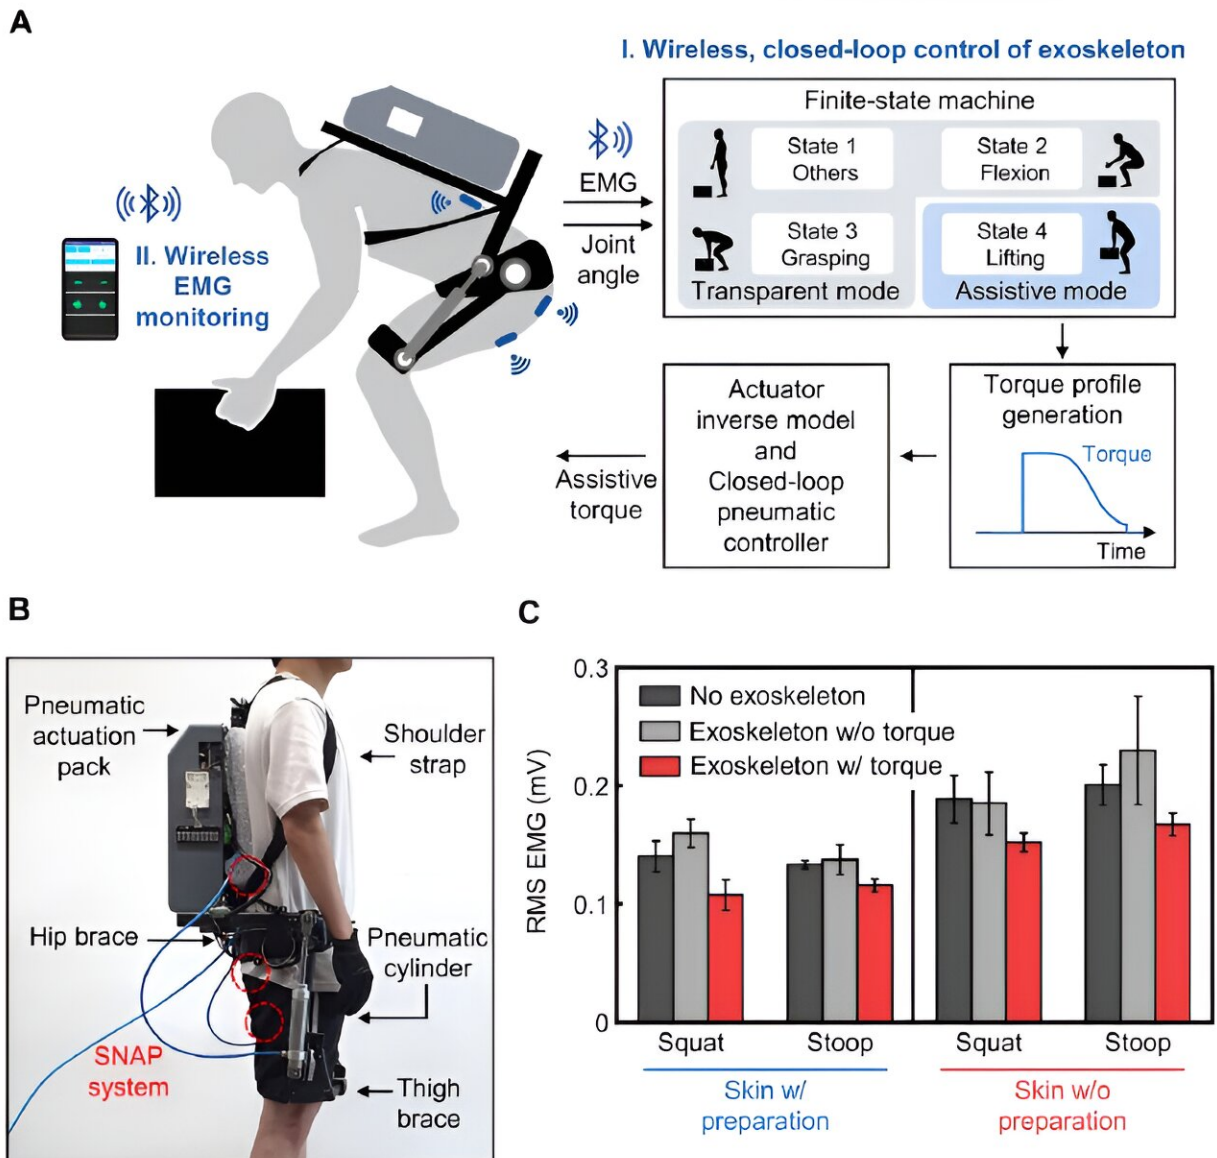 A
I. Wireless, closed-loop control of exoskeleton
Finite-state machine
State 1
Others
State 2
Flexion
State 3
Grasping
State 4
Lifting
Transparent mode
Assistive mode
EMG
Joint
angle
II. Wireless
EMG
monitoring
Torque profile
generation
Torque
Time
Actuator
inverse model
and
Closed-loop
pneumatic
controller
Assistive
torque
B
Pneumatic
actuation
pack
Shoulder
strap
Hip brace
Pneumatic
cylinder
SNAP
system
Thigh
brace
C
RMS EMG (mV)
0.3
0.2
0.1
0
No exoskeleton
Exoskeleton w/o torque
Exoskeleton w/ torque
Squat
Stoop
Squat
Stoop
Skin w/
preparation
Skin w/o
preparation